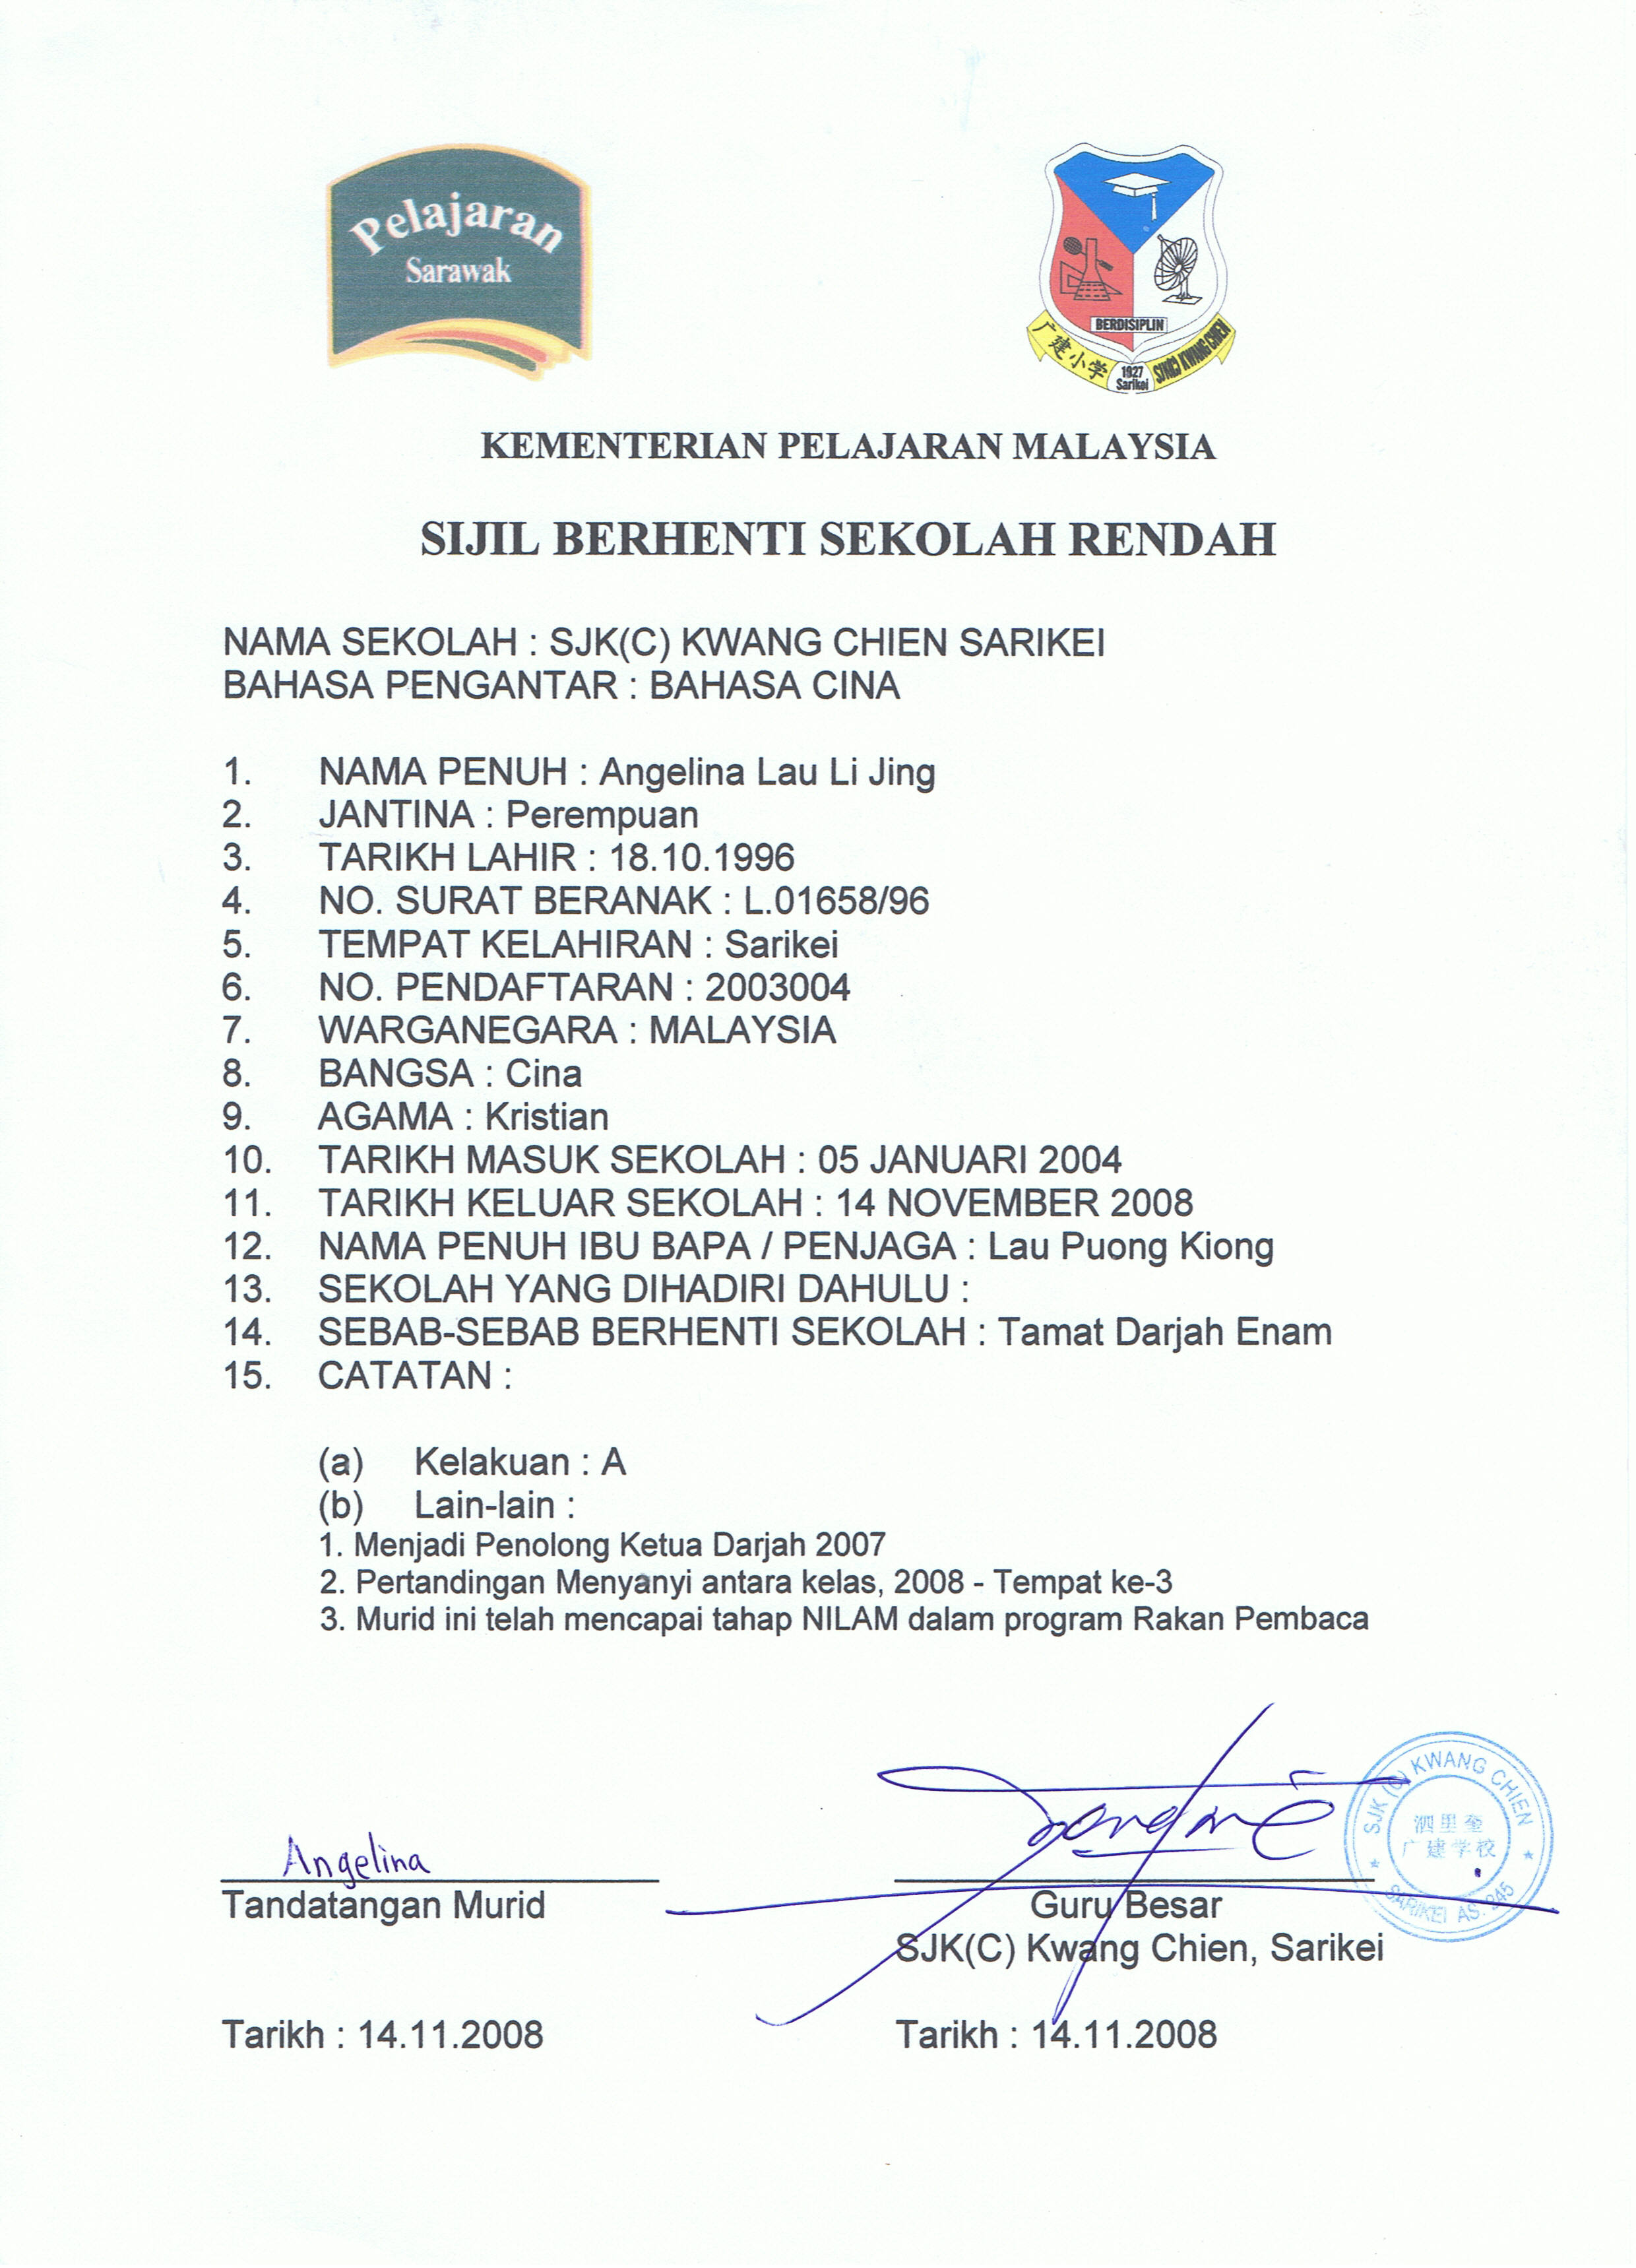 Pelajaran
Sarawak
BERDISIPLIN
广建小学 1927 SJK(C) KWANG CHIEN
Sarikei
KEMENTERIAN PELAJARAN MALAYSIA
SIJIL BERHENTI SEKOLAH RENDAH
NAMA SEKOLAH : SJK(C) KWANG CHIEN SARIKEI
BAHASA PENGANTAR : BAHASA CINA
1. NAMA PENUH : Angelina Lau Li Jing
2. JANTINA : Perempuan
3. TARIKH LAHIR : 18.10.1996
4. NO. SURAT BERANAK : L.01658/96
5. TEMPAT KELAHIRAN : Sarikei
6. NO. PENDAFTARAN : 2003004
7. WARGANEGARA : MALAYSIA
8. BANGSA : Cina
9. AGAMA : Kristian
10. TARIKH MASUK SEKOLAH : 05 JANUARI 2004
11. TARIKH KELUAR SEKOLAH : 14 NOVEMBER 2008
12. NAMA PENUH IBU BAPA / PENJAGA : Lau Puong Kiong
13. SEKOLAH YANG DIHADIRI DAHULU :
14. SEBAB-SEBAB BERHENTI SEKOLAH : Tamat Darjah Enam
15. CATATAN :
(a) Kelakuan : A
(b) Lain-lain :
1. Menjadi Penolong Ketua Darjah 2007
2. Pertandingan Menyanyi antara kelas, 2008 - Tempat ke-3
3. Murid ini telah mencapai tahap NILAM dalam program Rakan Pembaca
SJK (C) KWANG CHIEN
泗里奎
广建学校
SARIKEI AS.
Angelina
Tandatangan Murid
Guru Besar
SJK(C) Kwang Chien, Sarikei
Tarikh : 14.11.2008
Tarikh : 14.11.2008